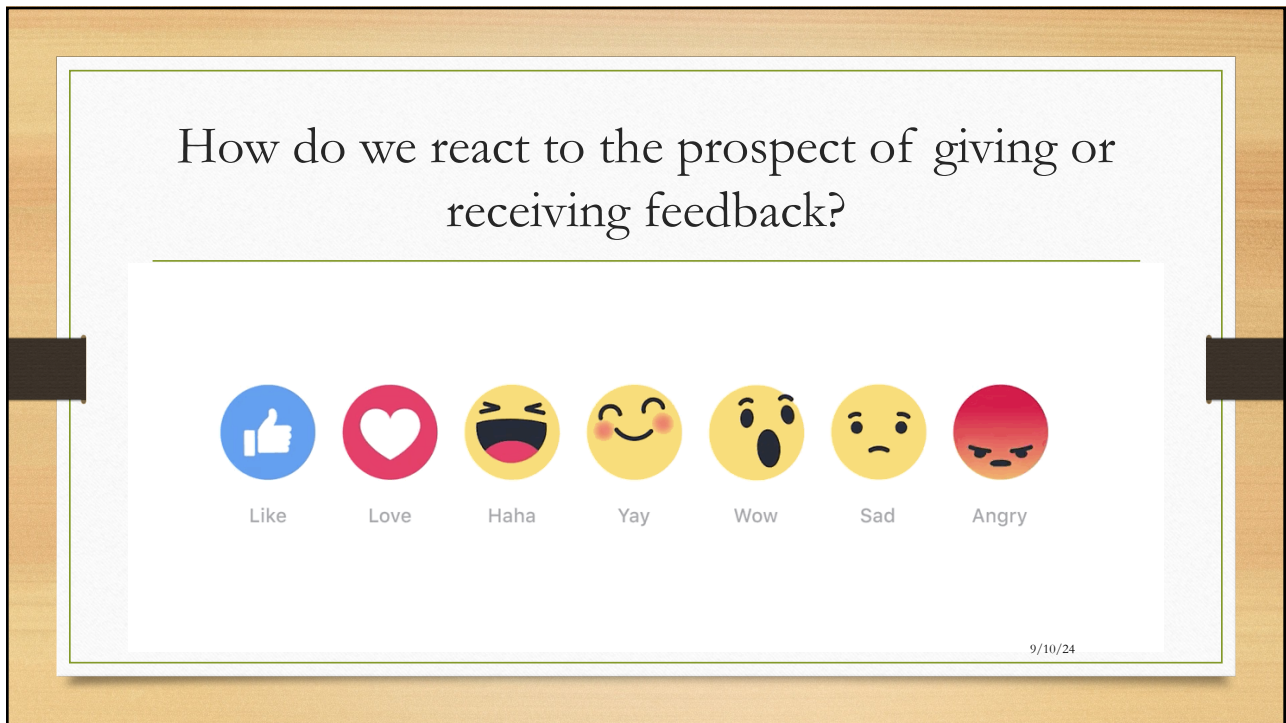 How do we react to the prospect of giving or
receiving feedback?
Like Love Haha Yay Wow Sad Angry
9/10/24